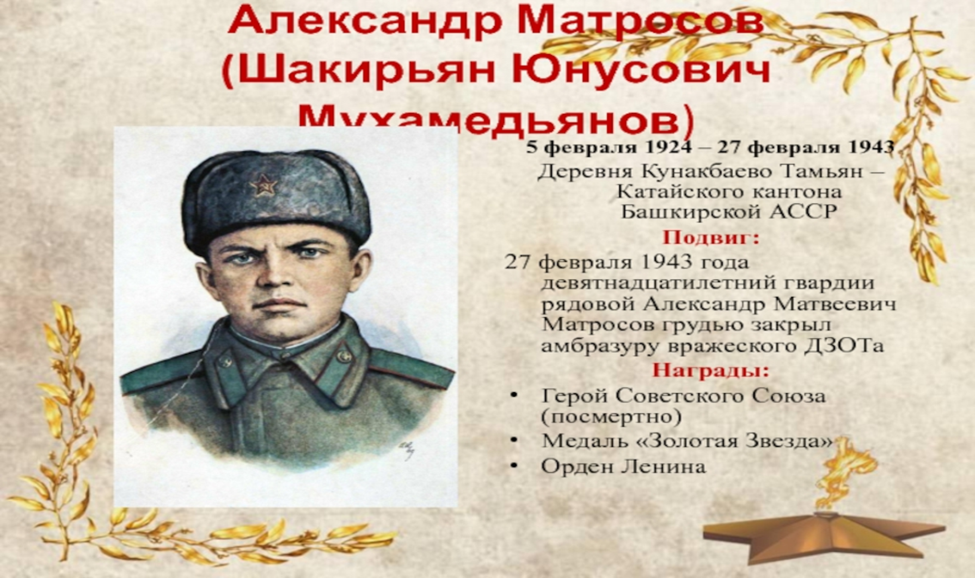 Александр Матросов
(Шакирьян Юнусович
Мухамедьянов)
5 февраля 1924 – 27 февраля 1943
Деревня Кунакбаево Тамьян –
Катайского кантона
Башкирской АССР
Подвиг:
27 февраля 1943 года
девятнадцатилетний гвардии
рядовой Александр Матвеевич
Матросов грудью закрыл
амбразуру вражеского ДЗОТа
Награды:
• Герой Советского Союза
(посмертно)
• Медаль «Золотая Звезда»
• Орден Ленина